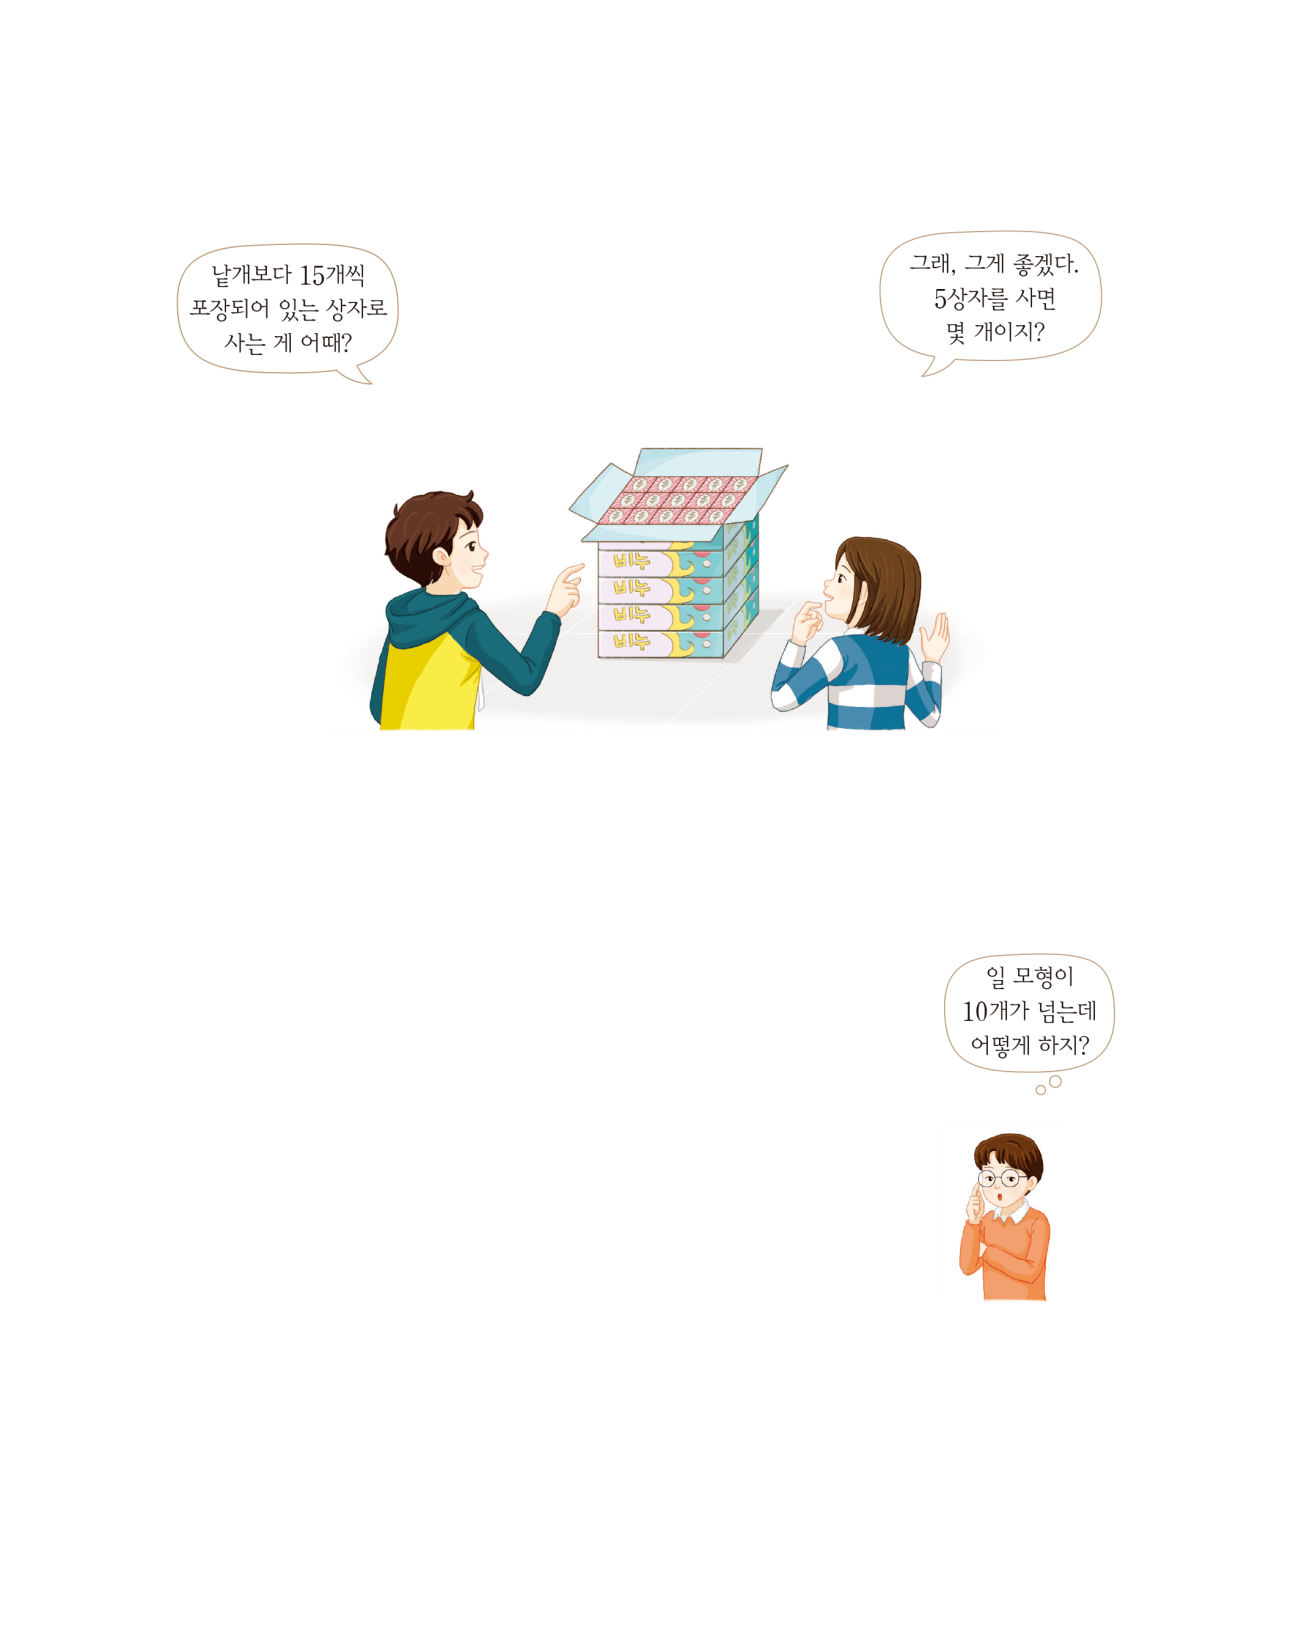 낱개보다 15개씩
포장되어 있는 상자로
사는 게 어때?
그래, 그게 좋겠다.
5상자를 사면
몇 개이지?
비누
비누
비누
비누
일 모형이
10개가 넘는데
어떻게 하지?